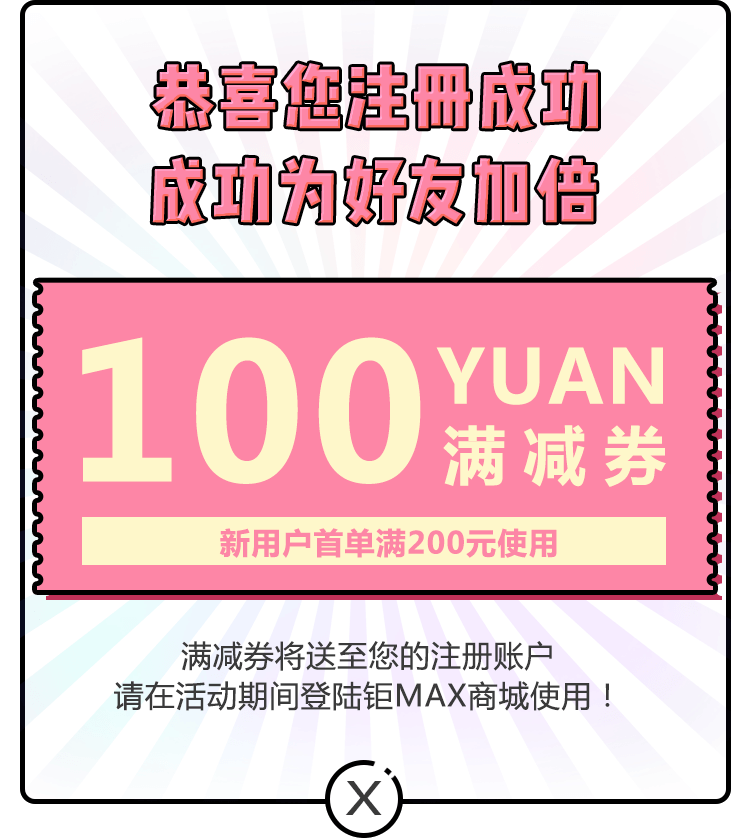 恭喜您注冊成功
成功为好友加倍
100 YUAN
满减券
新用户首单满200元使用
满减券将送至您的注册账户
请在活动期间登陆钜MAX商城使用！
X